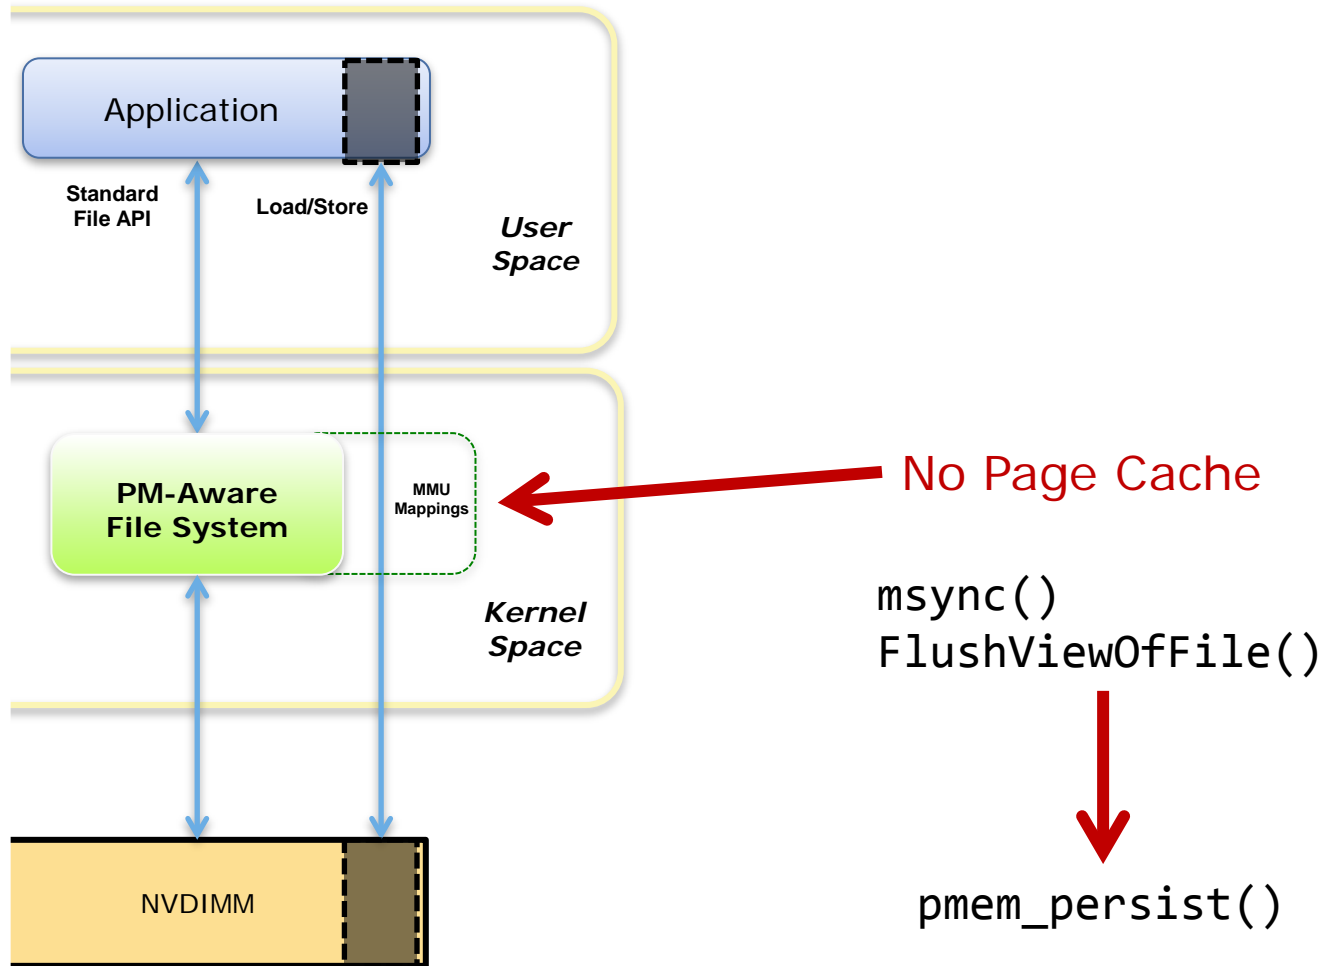 Application
Standard
File API
Load/Store
User
Space
PM-Aware
File System
MMU
Mappings
No Page Cache
Kernel
Space
msync()
FlushViewOfFile()
NVDIMM
pmem_persist()